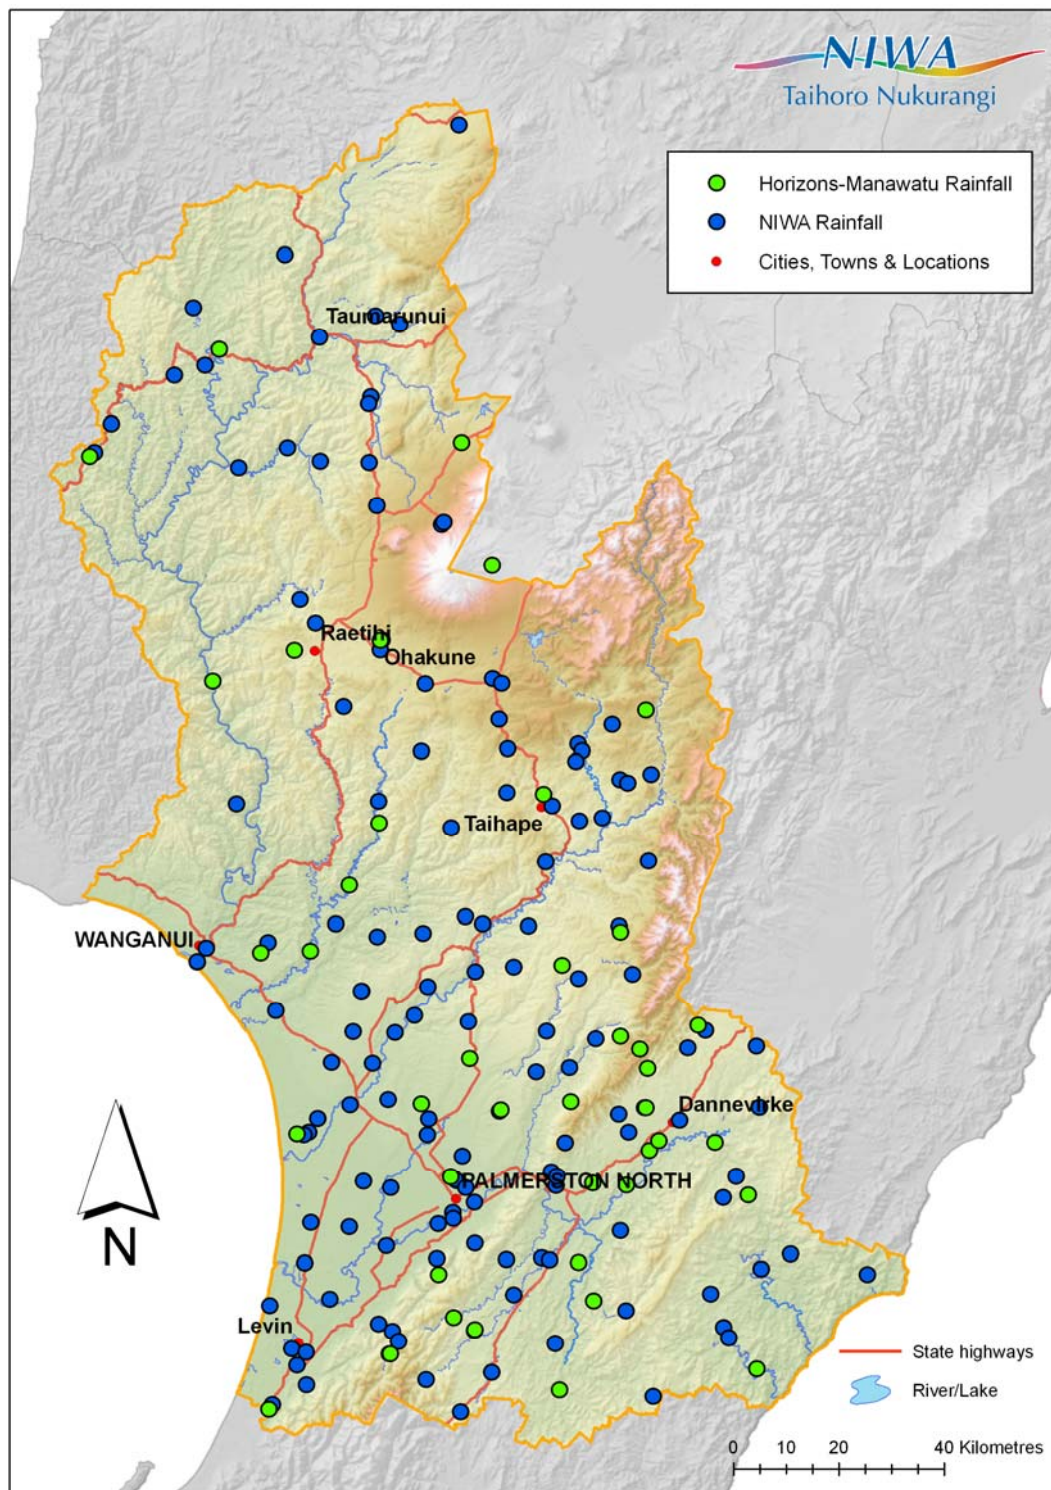 NIWA
Taihoro Nukurangi
Horizons-Manawatu Rainfall
NIWA Rainfall
Cities, Towns & Locations
Taumarunui
Raetihi
Ohakune
Taihape
WANGANUI
Dannevirke
PALMERSTON NORTH
N
Levin
State highways
River/Lake
0 10 20 40 Kilometres